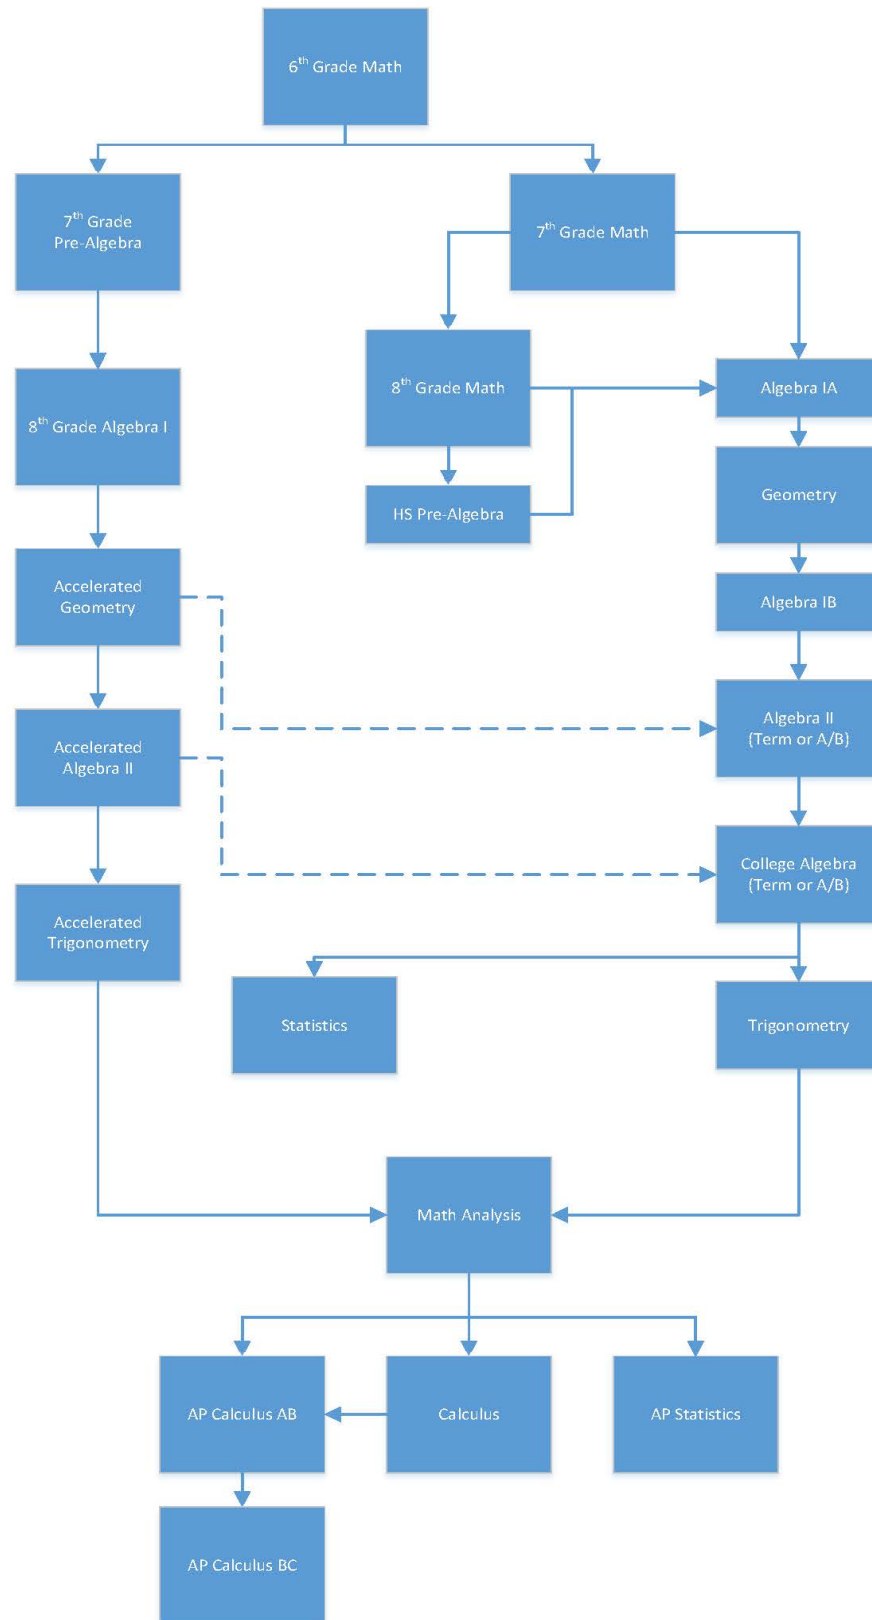 6th Grade Math
7th Grade
Pre-Algebra
7th Grade Math
8th Grade Math
Algebra IA
8th Grade Algebra I
Geometry
HS Pre-Algebra
Accelerated
Geometry
Algebra IB
Algebra II
(Term or A/B)
Accelerated
Algebra II
College Algebra
(Term or A/B)
Accelerated
Trigonometry
Statistics
Trigonometry
Math Analysis
AP Calculus AB
Calculus
AP Statistics
AP Calculus BC